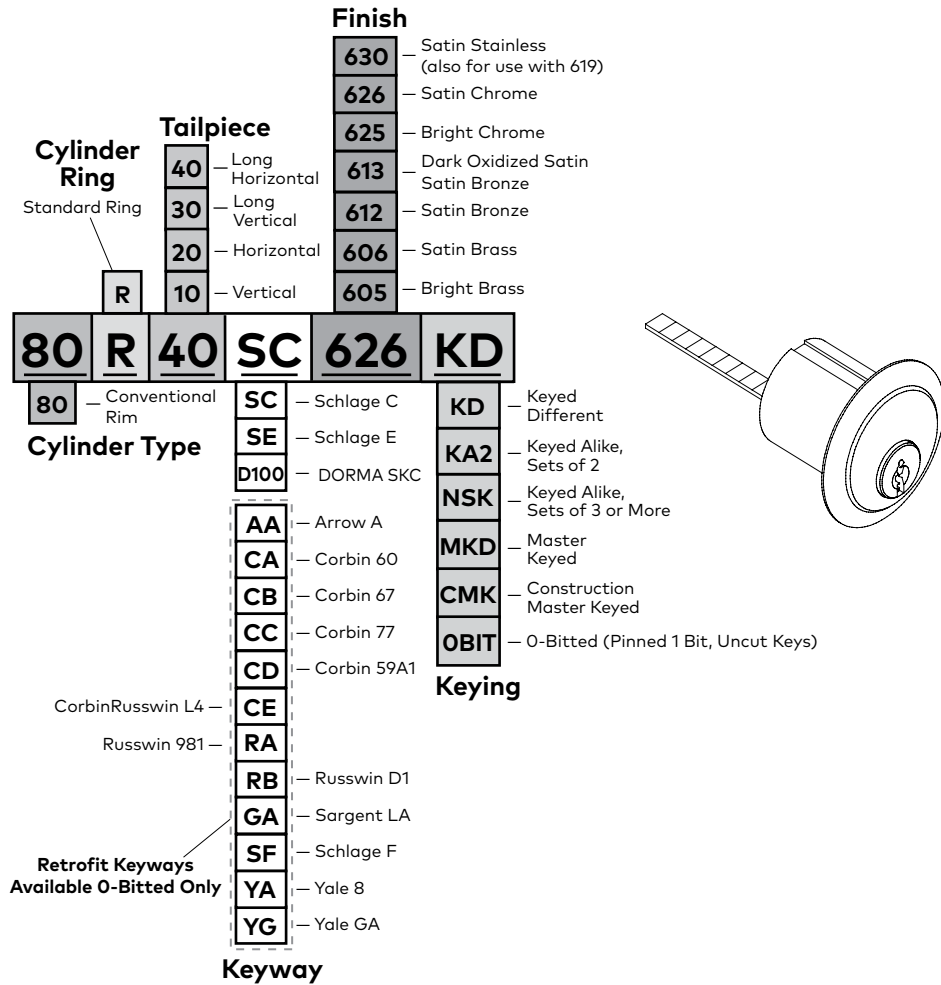 Finish
630
Satin Stainless
(also for use with 619)
626
Satin Chrome
625
Bright Chrome
613
Dark Oxidized Satin
Satin Bronze
612
Satin Bronze
606
Satin Brass
605
Bright Brass
Tailpiece
40
Long
Horizontal
30
Long
Vertical
20
Horizontal
10
Vertical
Cylinder
Ring
Standard Ring
R
80 R 40 SC 626 KD
80
Conventional
Rim
Cylinder Type
SC
Schlage C
SE
Schlage E
D100
DORMA SKC
AA
Arrow A
CA
Corbin 60
CB
Corbin 67
CC
Corbin 77
CD
Corbin 59A1
CorbinRusswin L4
CE
Russwin 981
RA
RB
Russwin D1
GA
Sargent LA
SF
Schlage F
YA
Yale 8
YG
Yale GA
Retrofit Keyways
Available 0-Bitted Only
Keyway
KD
Keyed
Different
KA2
Keyed Alike,
Sets of 2
NSK
Keyed Alike,
Sets of 3 or More
MKD
Master
Keyed
CMK
Construction
Master Keyed
0BIT
0-Bitted (Pinned 1 Bit, Uncut Keys)
Keying